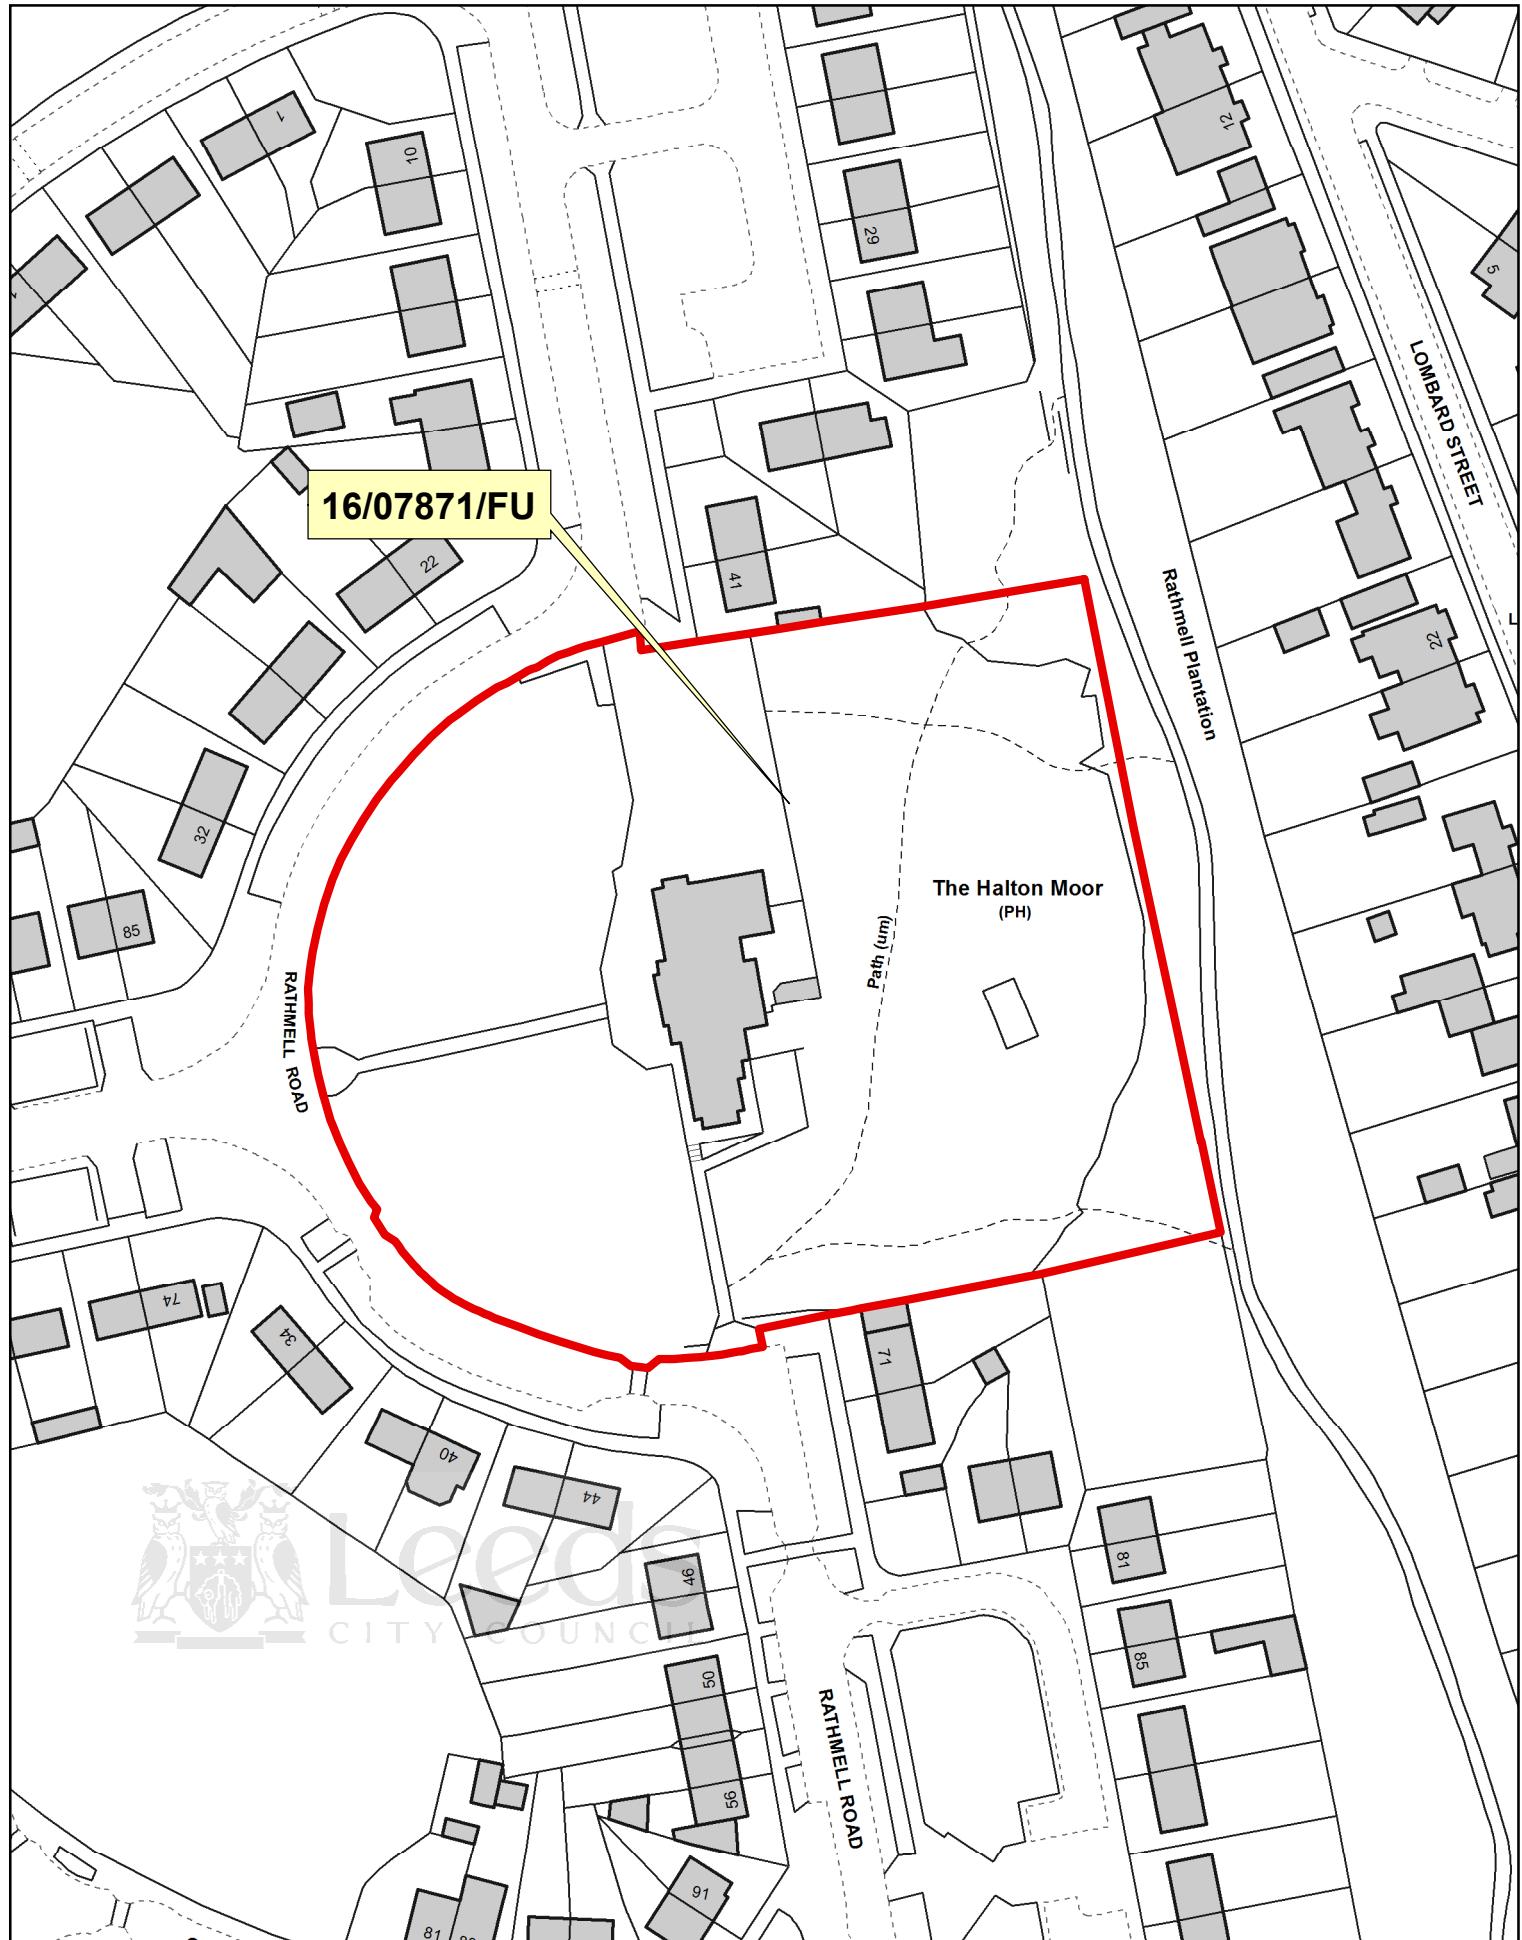 1
10
12
29
5
LOMBARD STREET
16/07871/FU
22
41
Rathmell Plantation
22
32
The Halton Moor
(PH)
85
Path (um)
RATHMELL ROAD
74
34
71
40
44
Leeds
CITY COUNCIL
81
46
85
50
RATHMELL ROAD
56
91
81